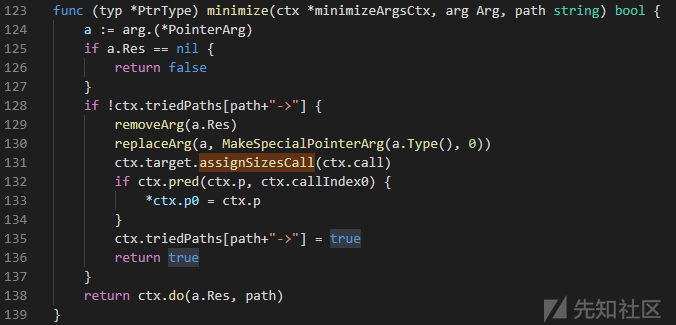 123 func (typ *PtrType) minimize(ctx *minimizeArgsCtx, arg Arg, path string) bool {
124     a := arg.(*PointerArg)
125     if a.Res == nil {
126         return false
127     }
128     if !ctx.triedPaths[path+"->"] {
129         removeArg(a.Res)
130         replaceArg(a, MakeSpecialPointerArg(a.Type(), 0))
131         ctx.target.assignSizesCall(ctx.call)
132         if ctx.pred(ctx.p, ctx.callIndex0) {
133             *ctx.p0 = ctx.p
134         }
135         ctx.triedPaths[path+"->"] = true
136         return true
137     }
138     return ctx.do(a.Res, path)
139 }
先知社区